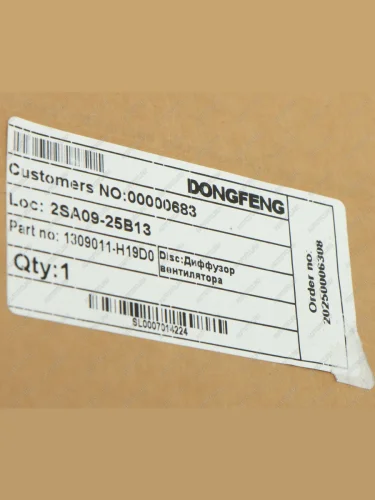 Customers NO:00000683
DONGFENG
Loc: 2SA09-25B13
Part no: 1309011-H19D0
Disc:Диффузор
вентилятора
Qty:1
SL0007014224
Order no:
20250006308